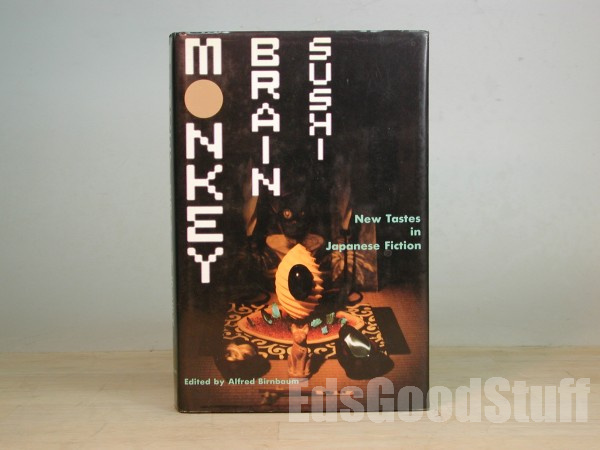 MONKEY
BRAIN
SUSHI
New Tastes
in
Japanese Fiction
Edited by Alfred Birnbaum
EdsGoodStuff